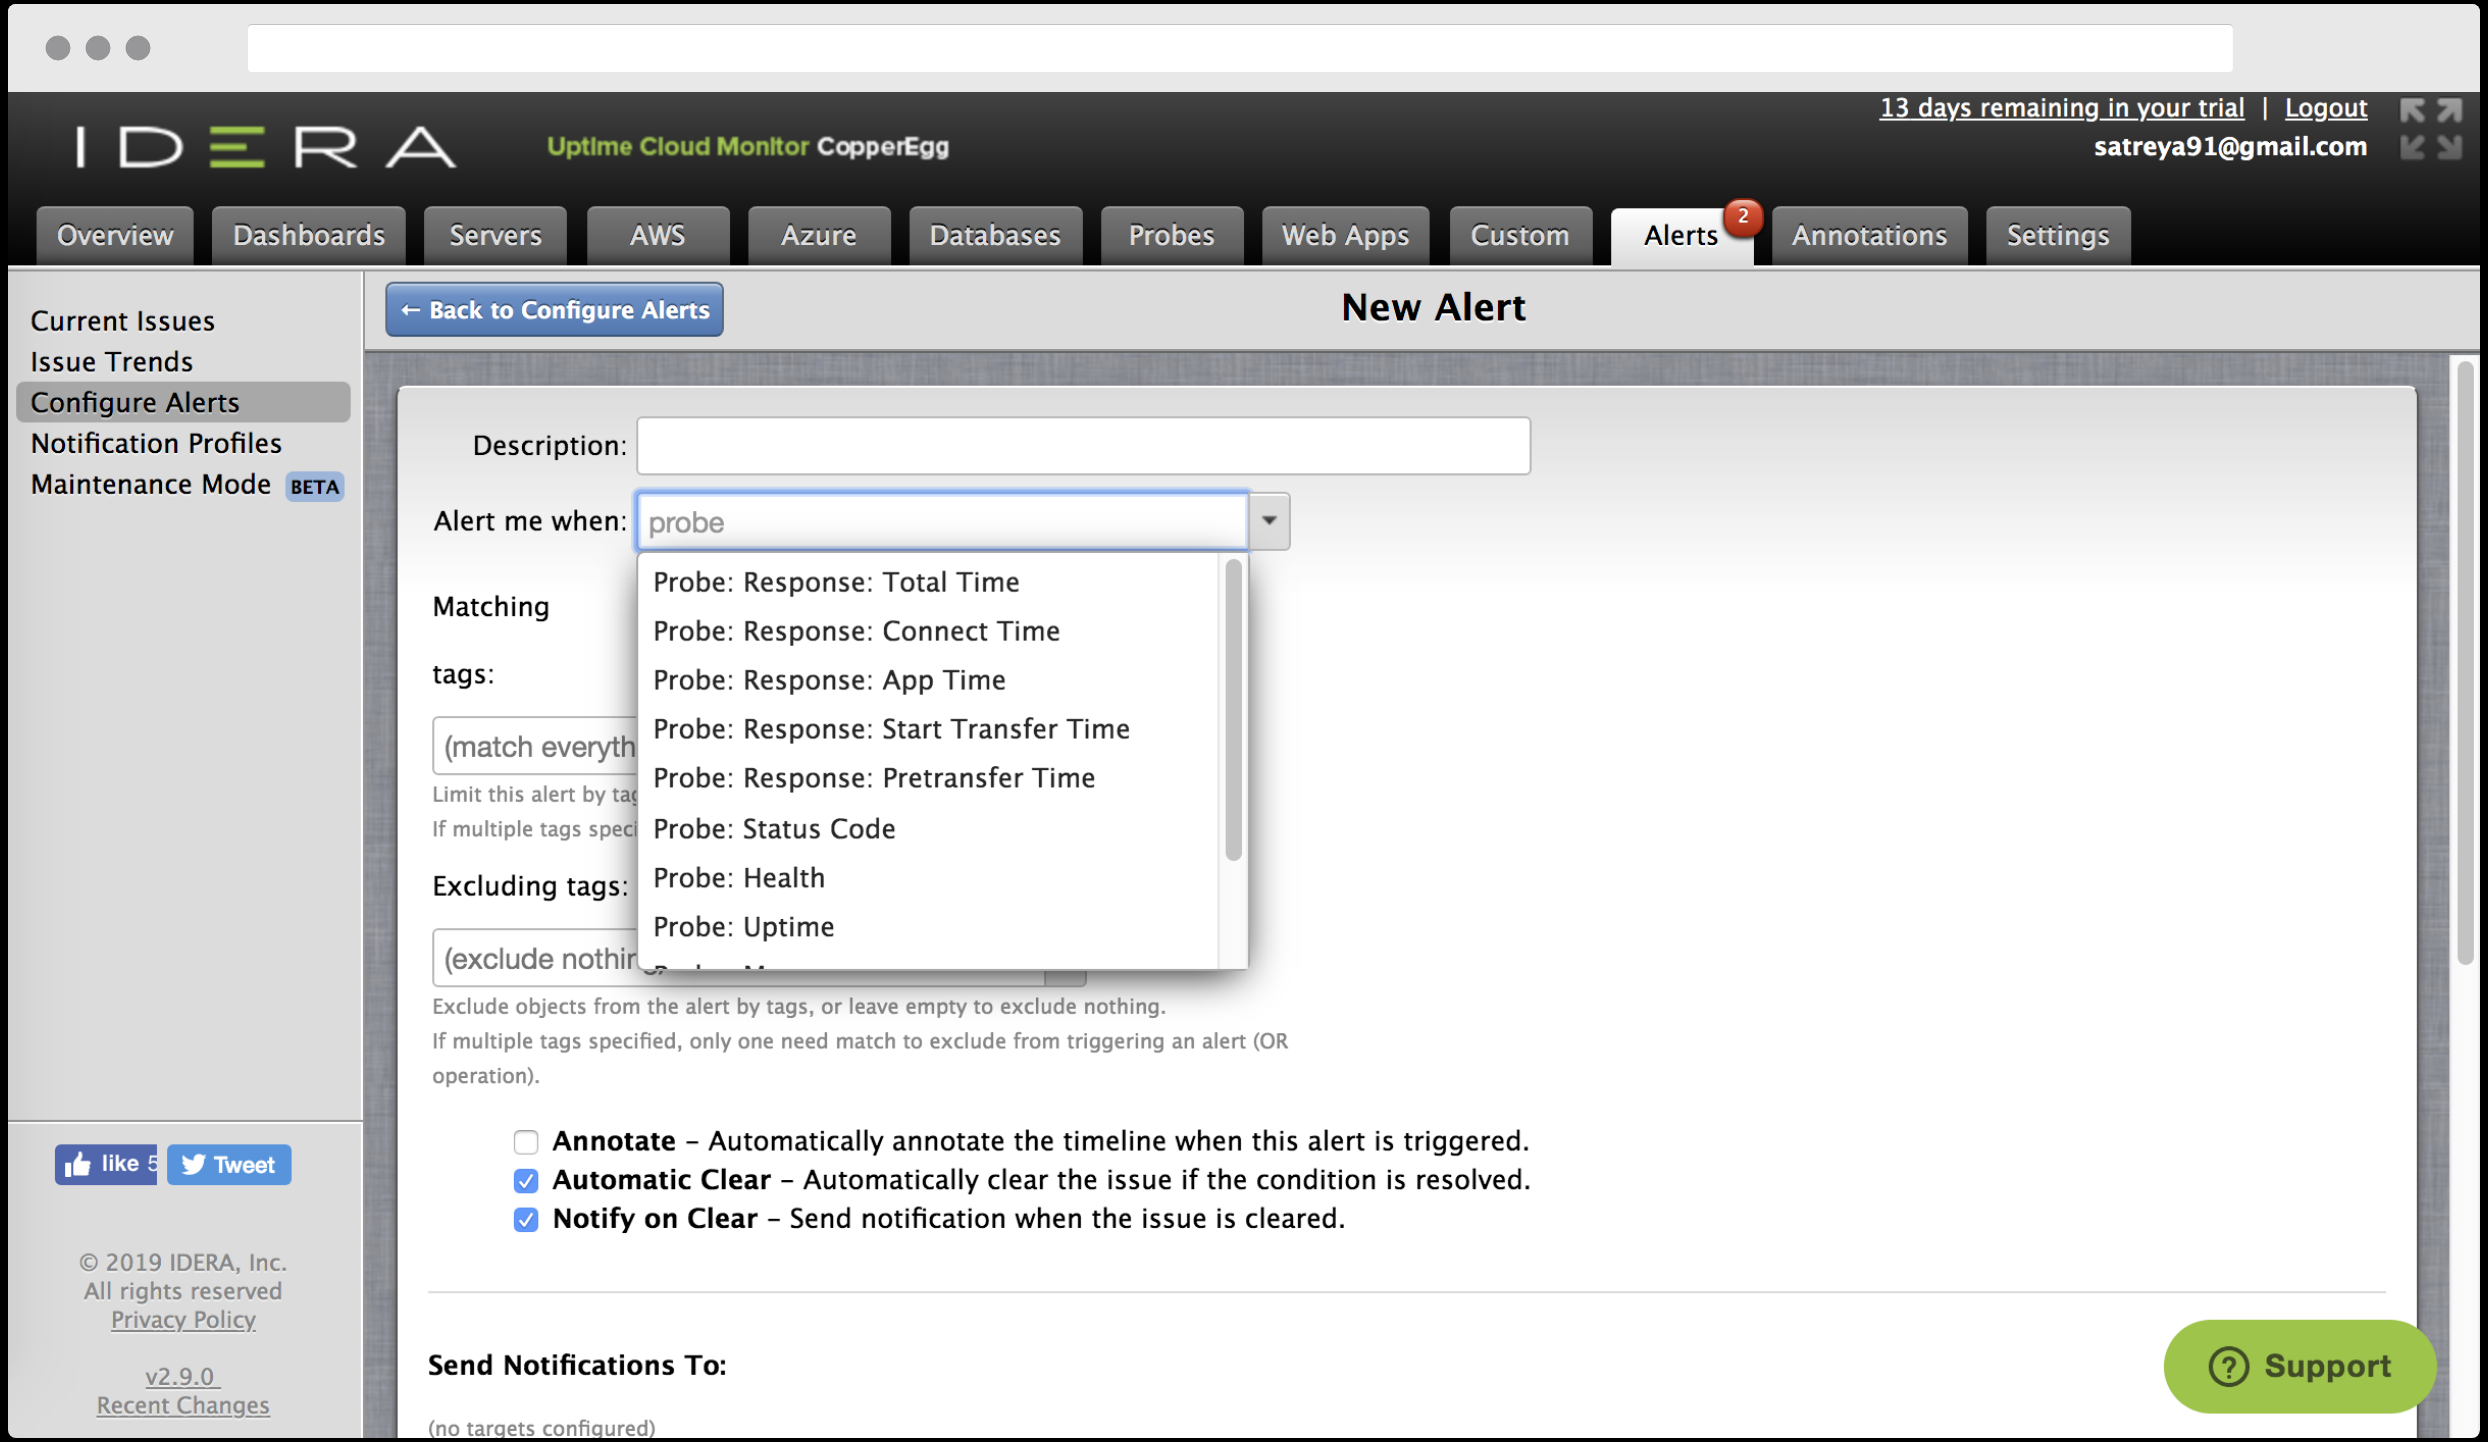 13 days remaining in your trial | Logout
IDERA Uptime Cloud Monitor CopperEgg
satreya91@gmail.com
Overview Dashboards Servers AWS Azure Databases Probes Web Apps Custom Alerts 2 Annotations Settings
← Back to Configure Alerts
New Alert
Current Issues
Issue Trends
Configure Alerts
Notification Profiles
Maintenance Mode BETA
Description:
Alert me when: probe
Probe: Response: Total Time
Probe: Response: Connect Time
Probe: Response: App Time
Probe: Response: Start Transfer Time
Probe: Response: Pretransfer Time
Probe: Status Code
Probe: Health
Probe: Uptime
Matching
tags:
(match everyth
Limit this alert by tag
If multiple tags speci
Excluding tags:
(exclude nothing)
Exclude objects from the alert by tags, or leave empty to exclude nothing.
If multiple tags specified, only one need match to exclude from triggering an alert (OR
operation).
Annotate – Automatically annotate the timeline when this alert is triggered.
Automatic Clear – Automatically clear the issue if the condition is resolved.
Notify on Clear – Send notification when the issue is cleared.
Send Notifications To:
(no targets configured)
like 5 Tweet
© 2019 IDERA, Inc.
All rights reserved
Privacy Policy
v2.9.0
Recent Changes
Support